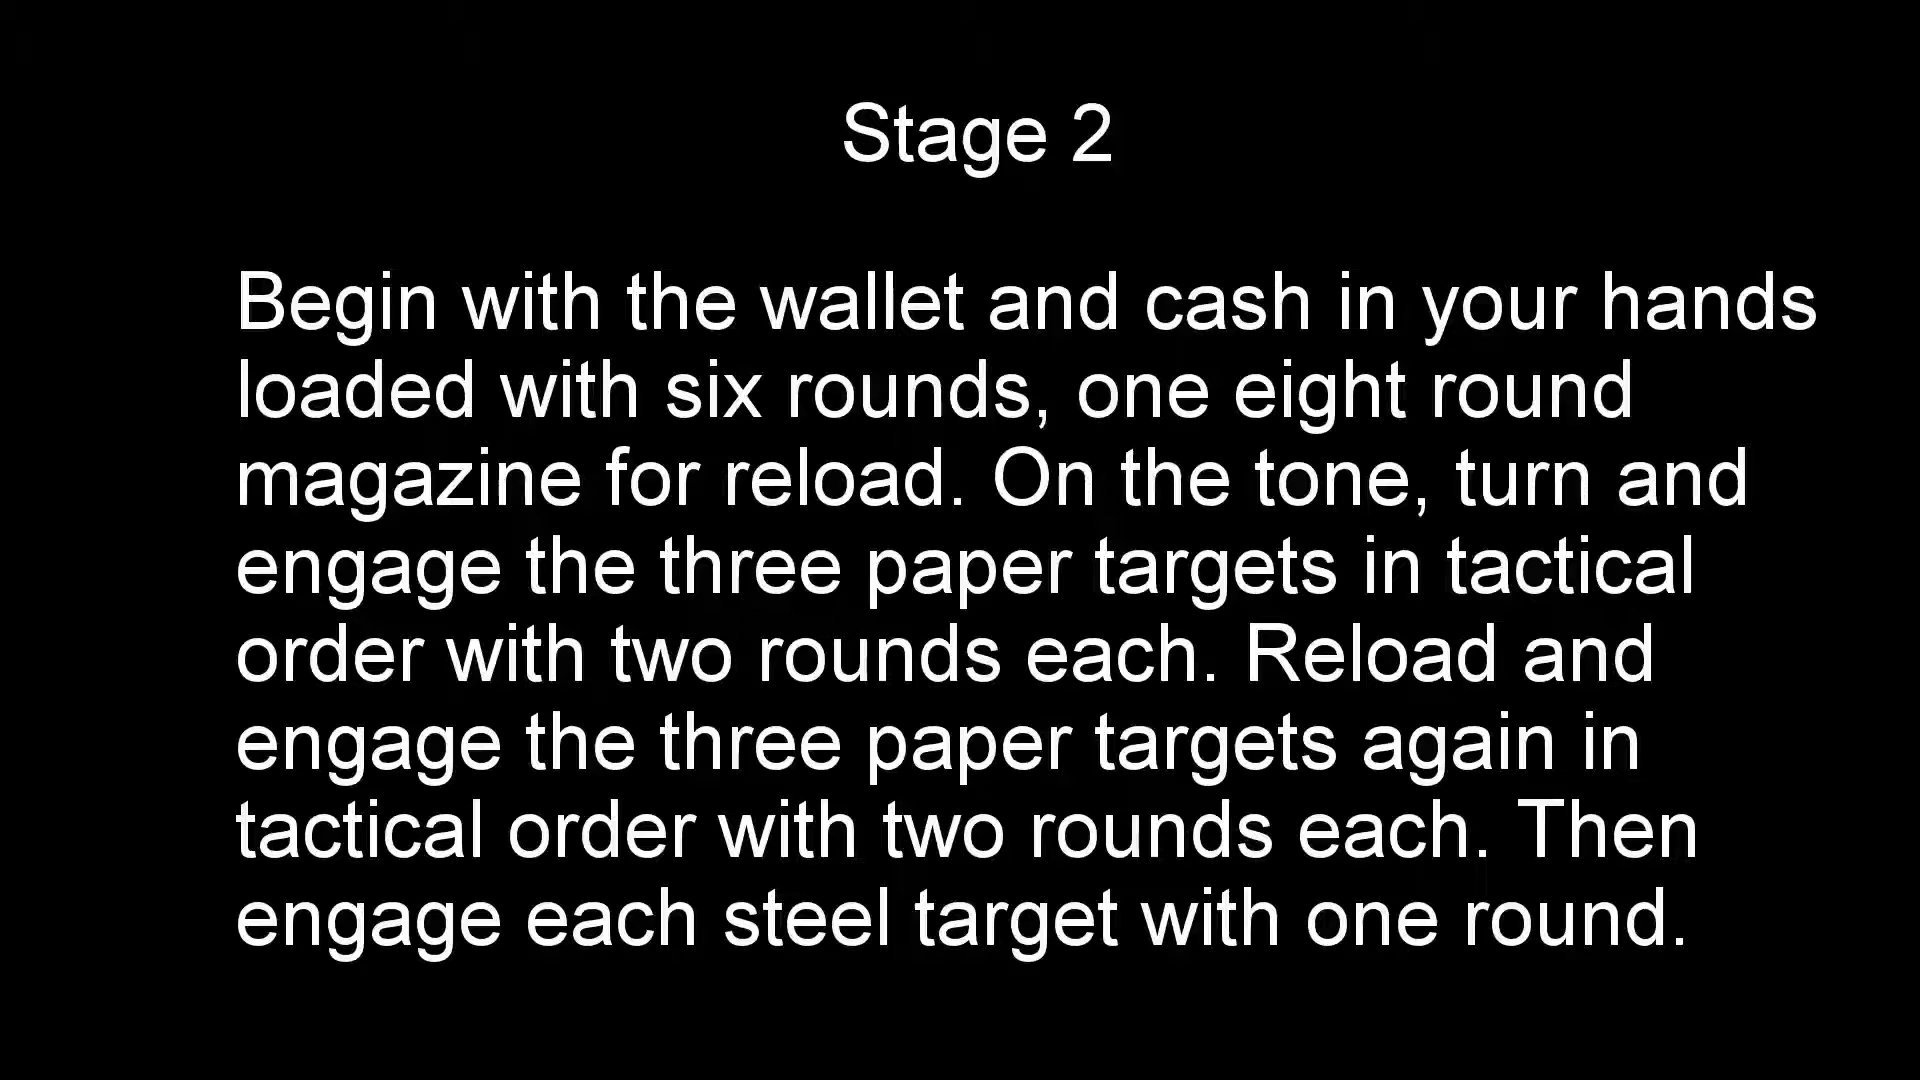 Stage 2
Begin with the wallet and cash in your hands
loaded with six rounds, one eight round
magazine for reload. On the tone, turn and
engage the three paper targets in tactical
order with two rounds each. Reload and
engage the three paper targets again in
tactical order with two rounds each. Then
engage each steel target with one round.